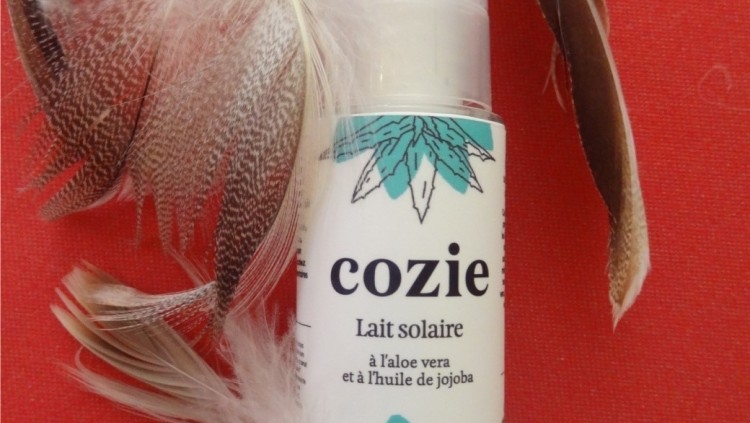 cozie
Lait solaire
à l'aloe vera
et à l'huile de jojoba